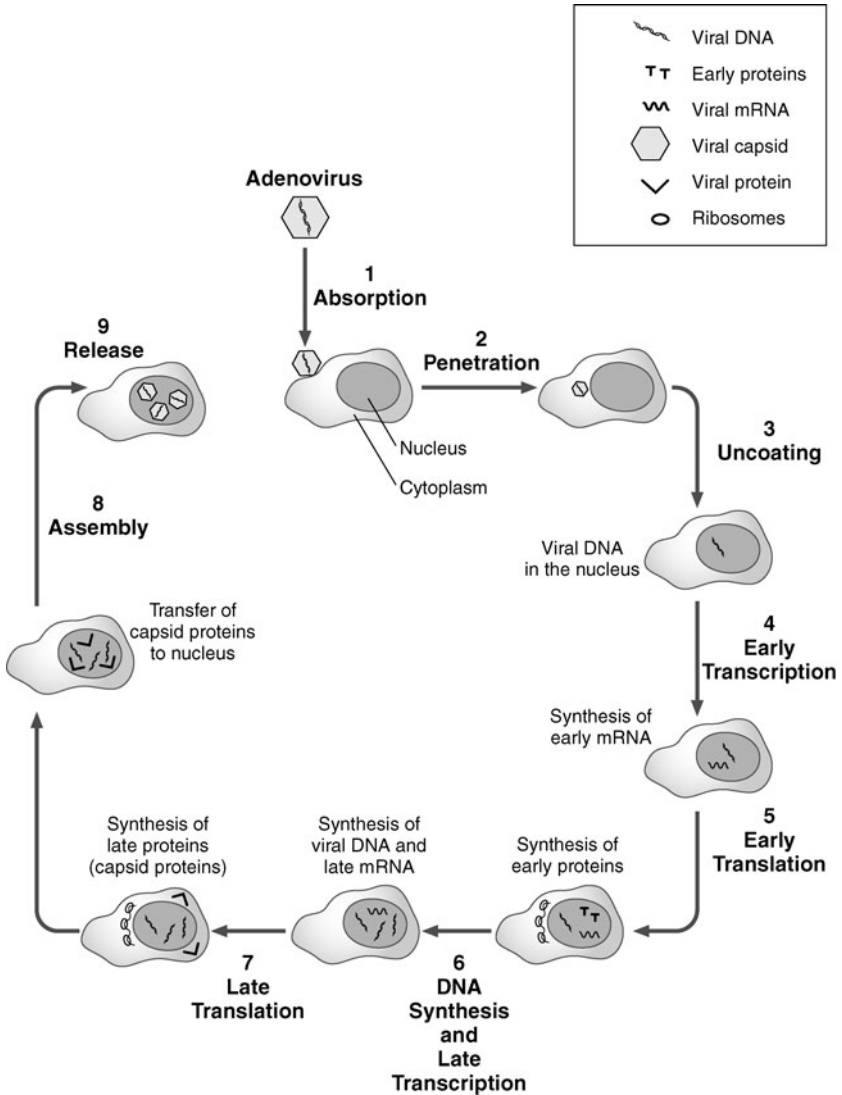 Viral DNA
Early proteins
Viral mRNA
Viral capsid
Viral protein
Ribosomes
Adenovirus
1
Absorption
2
Penetration
Nucleus
Cytoplasm
3
Uncoating
Viral DNA
in the nucleus
4
Early
Transcription
Synthesis of
early mRNA
5
Early
Translation
Synthesis of
early proteins
6
DNA
Synthesis
and
Late
Transcription
Synthesis of
viral DNA and
late mRNA
7
Late
Translation
Synthesis of
late proteins
(capsid proteins)
Transfer of
capsid proteins
to nucleus
8
Assembly
9
Release